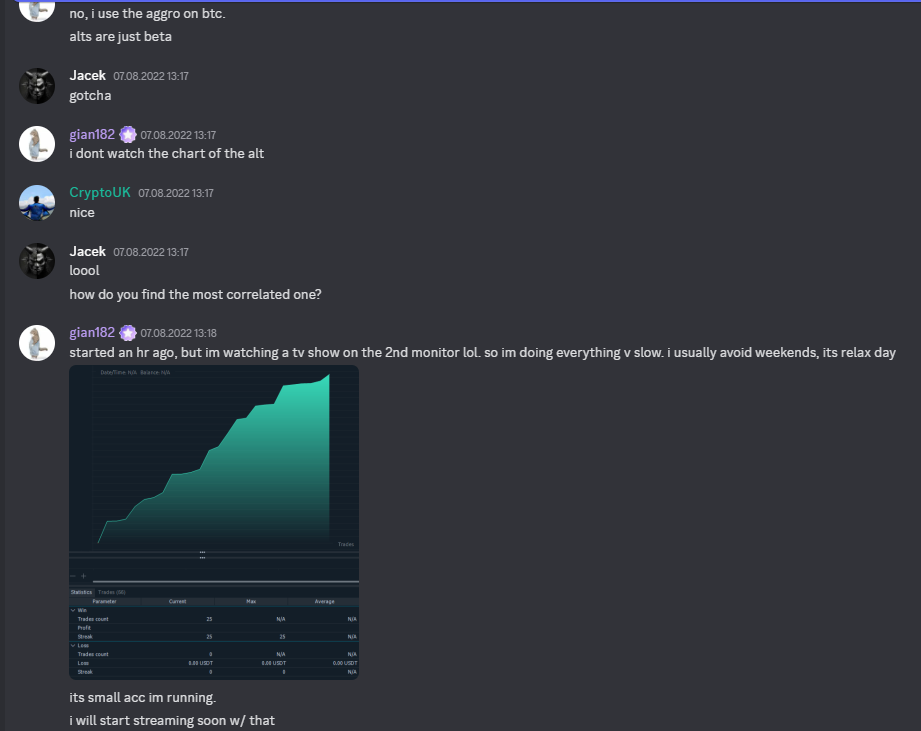 no, i use the aggro on btc.
alts are just beta
Jacek 07.08.2022 13:17
gotcha
gian182 07.08.2022 13:17
i dont watch the chart of the alt
CryptoUK 07.08.2022 13:17
nice
Jacek 07.08.2022 13:17
loool
how do you find the most correlated one?
gian182 07.08.2022 13:18
started an hr ago, but im watching a tv show on the 2nd monitor lol. so im doing everything v slow. i usually avoid weekends, its relax day
Date/Time: N/A Balance: N/A
Trades
Statistics Trades (50)
Parameter Current Max Average
Win
Trades count 25 N/A N/A
Profit
Streak 25 25 N/A
Loss
Trades count 0 N/A N/A
Loss 0.00 USDT 0.00 USDT 0.00 USDT
Streak 0 0 N/A
its small acc im running.
i will start streaming soon w/ that